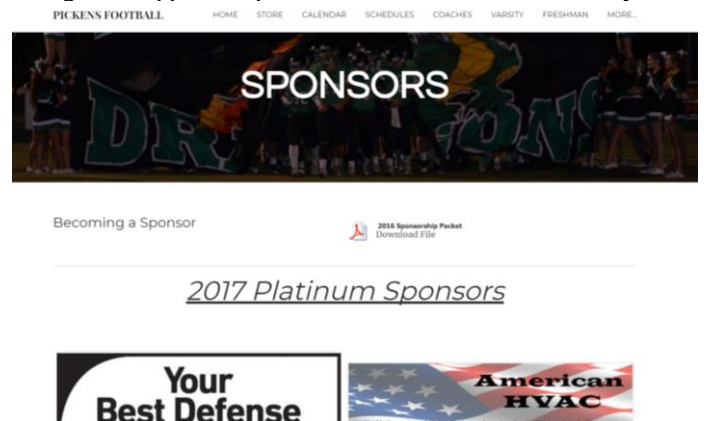 PICKENS FOOTBALL HOME STORE CALENDAR SCHEDULES COACHES VARSITY FRESHMAN MORE...
SPONSORS
DRAGONS
Becoming a Sponsor
2016 Sponsorship Packet
Download File
2017 Platinum Sponsors
Your
Best Defense
American
HVAC